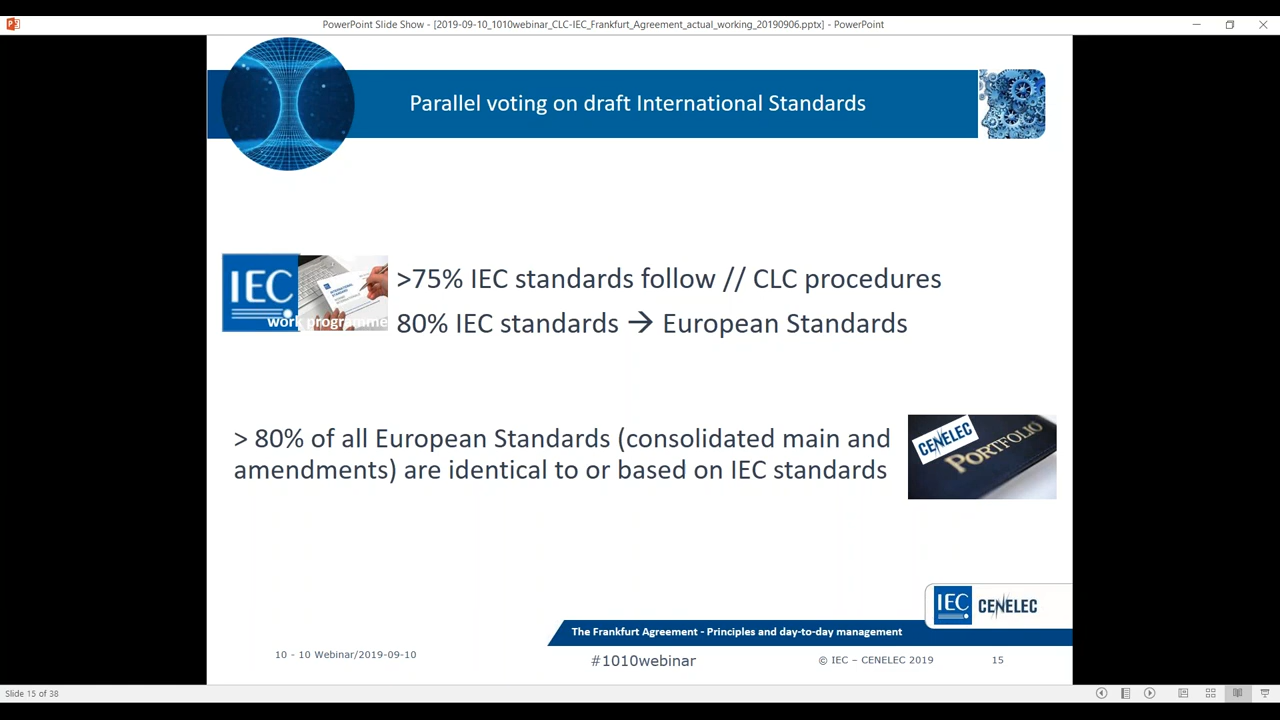 PowerPoint Slide Show - [2019-09-10_1010webinar_CLC-IEC_Frankfurt_Agreement_actual_working_20190906.pptx] - PowerPoint
Parallel voting on draft International Standards
IEC
work programme
>75% IEC standards follow // CLC procedures
80% IEC standards → European Standards
> 80% of all European Standards (consolidated main and
amendments) are identical to or based on IEC standards
CENELEC
PORTFOLIO
IEC CENELEC
The Frankfurt Agreement - Principles and day-to-day management
10 - 10 Webinar/2019-09-10
#1010webinar
© IEC – CENELEC 2019
15
Slide 15 of 38